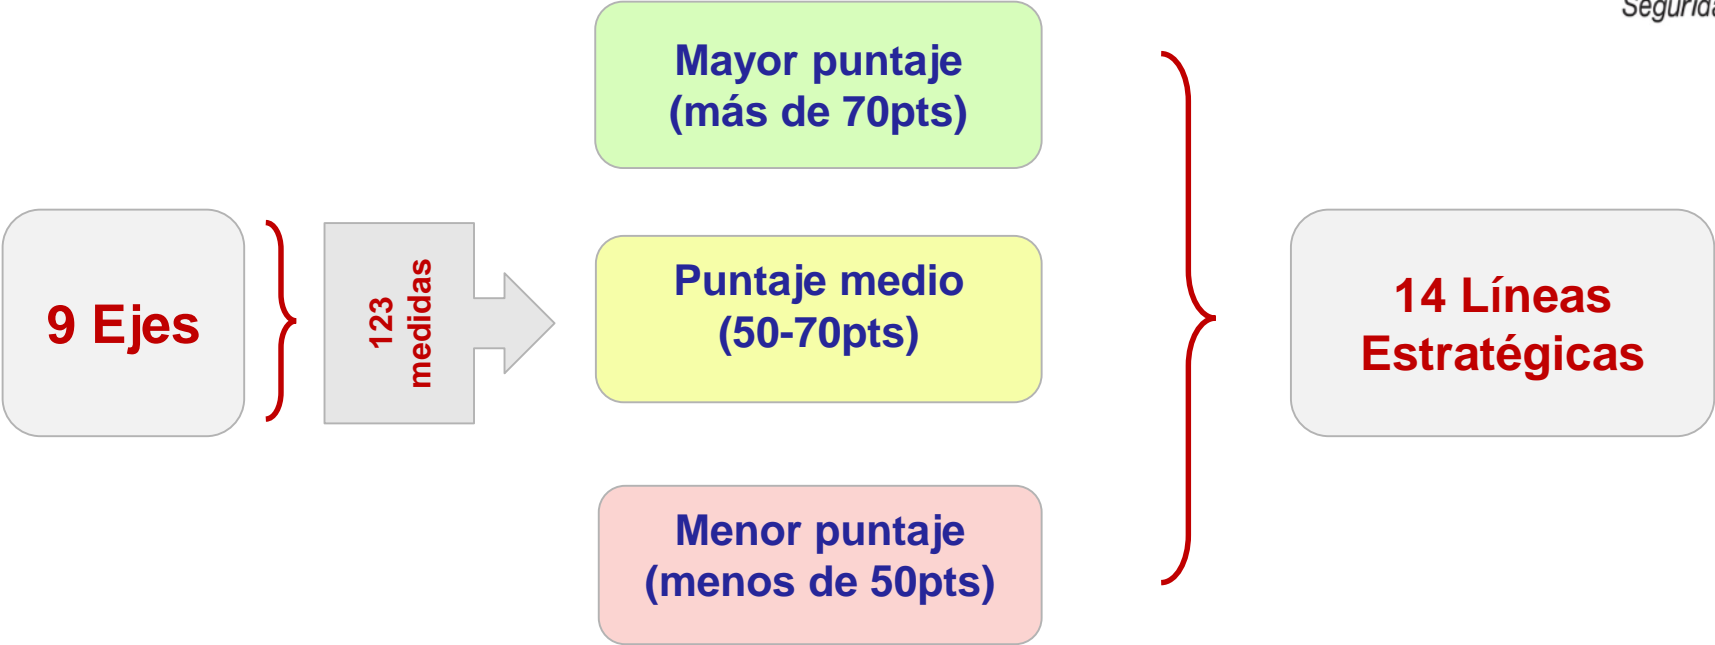 Mayor puntaje
(más de 70pts)
9 Ejes
123
medidas
Puntaje medio
(50-70pts)
14 Líneas
Estratégicas
Menor puntaje
(menos de 50pts)